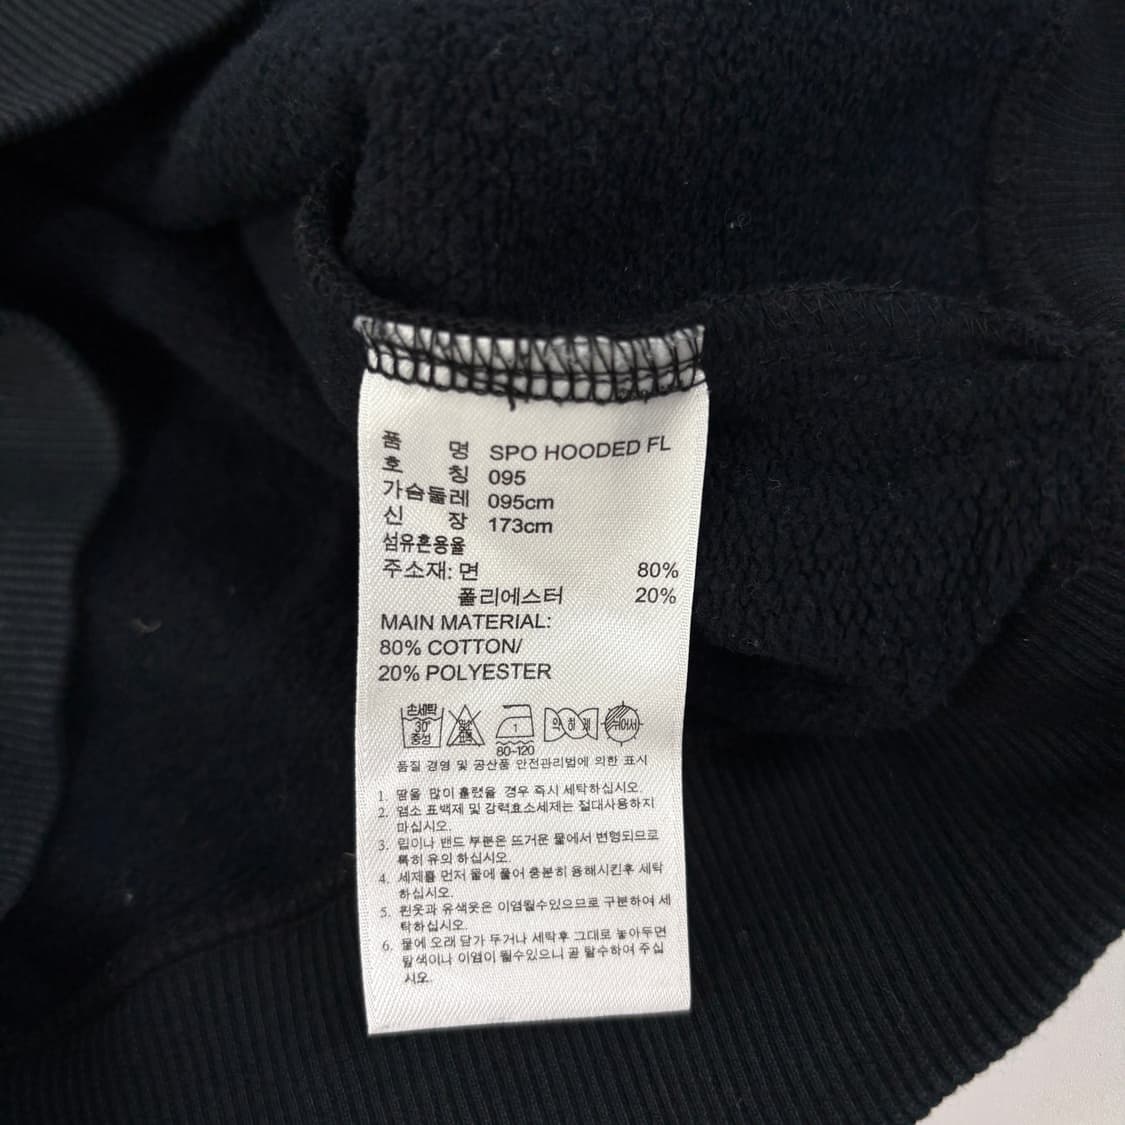 품 명 SPO HOODED FL
호 칭 095
가슴둘레 095cm
신 장 173cm
섬유혼용율
주소재: 면 80%
폴리에스터 20%
MAIN MATERIAL:
80% COTTON/
20% POLYESTER
손세탁 30° 중성 염소 표백 1 80~120 약 하 게 뉘어서
품질 경영 및 공산품 안전관리법에 의한 표시
1. 땀을 많이 흘렸을 경우 즉시 세탁하십시오.
2. 염소 표백제 및 강력효소세제는 절대사용하지
마십시오.
3. 립이나 밴드 부분은 뜨거운 물에서 변형되므로
특히 유의 하십시오.
4. 세제를 먼저 물에 풀어 충분히 용해시킨후 세탁
하십시오.
5. 흰옷과 유색옷은 이염될수있으므로 구분하여 세
탁하십시오.
6. 물에 오래 담가 두거나 세탁후 그대로 놓아두면
탈색이나 이염이 될수있으니 곧 탈수하여 주십
시오.